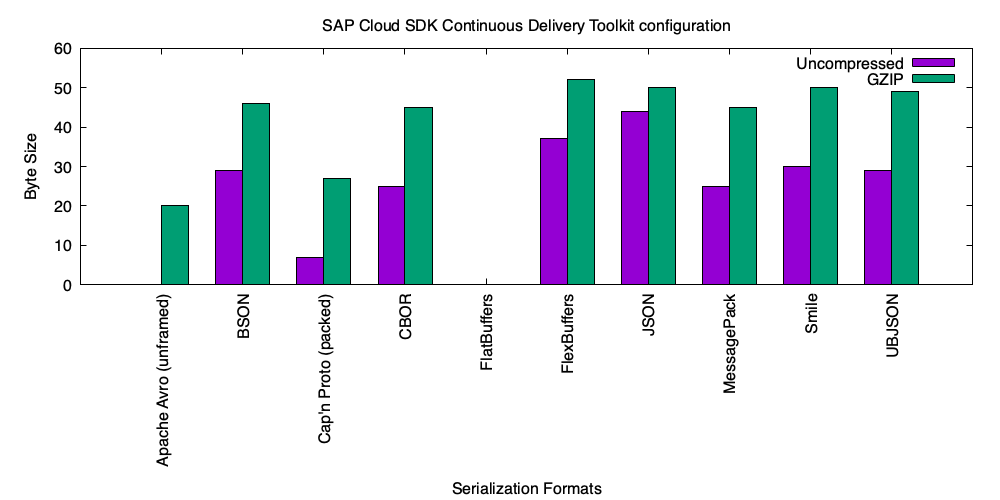 SAP Cloud SDK Continuous Delivery Toolkit configuration
60
50
40
30
20
10
0
Byte Size
Uncompressed
GZIP
Apache Avro (unframed)
BSON
Cap'n Proto (packed)
CBOR
FlatBuffers
FlexBuffers
JSON
MessagePack
Smile
UBJSON
Serialization Formats